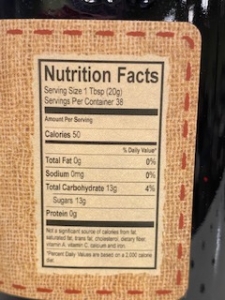 Nutrition Facts
Serving Size 1 Tbsp (20g)
Servings Per Container 38
Amount Per Serving
Calories 50
% Daily Value*
Total Fat 0g 0%
Sodium 0mg 0%
Total Carbohydrate 13g 4%
Sugars 13g
Protein 0g
Not a significant source of calories from fat,
saturated fat, trans fat, cholesterol, dietary fiber,
vitamin A, vitamin C, calcium and iron.
*Percent Daily Values are based on a 2,000 calorie
diet.